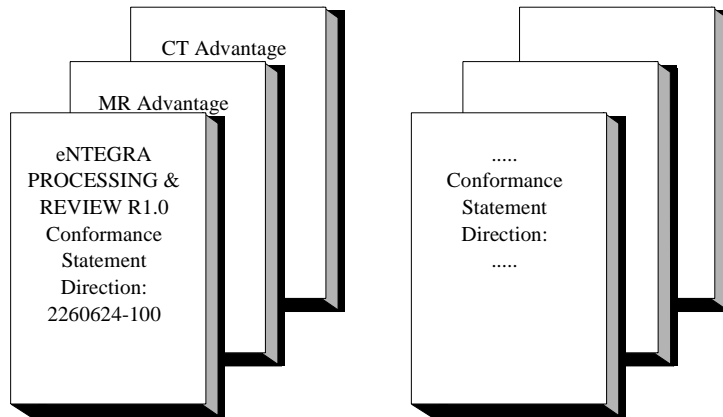 CT Advantage
MR Advantage
eNTEGRA
PROCESSING &
REVIEW R1.0
Conformance
Statement
Direction:
2260624-100
.....
Conformance
Statement
Direction:
.....